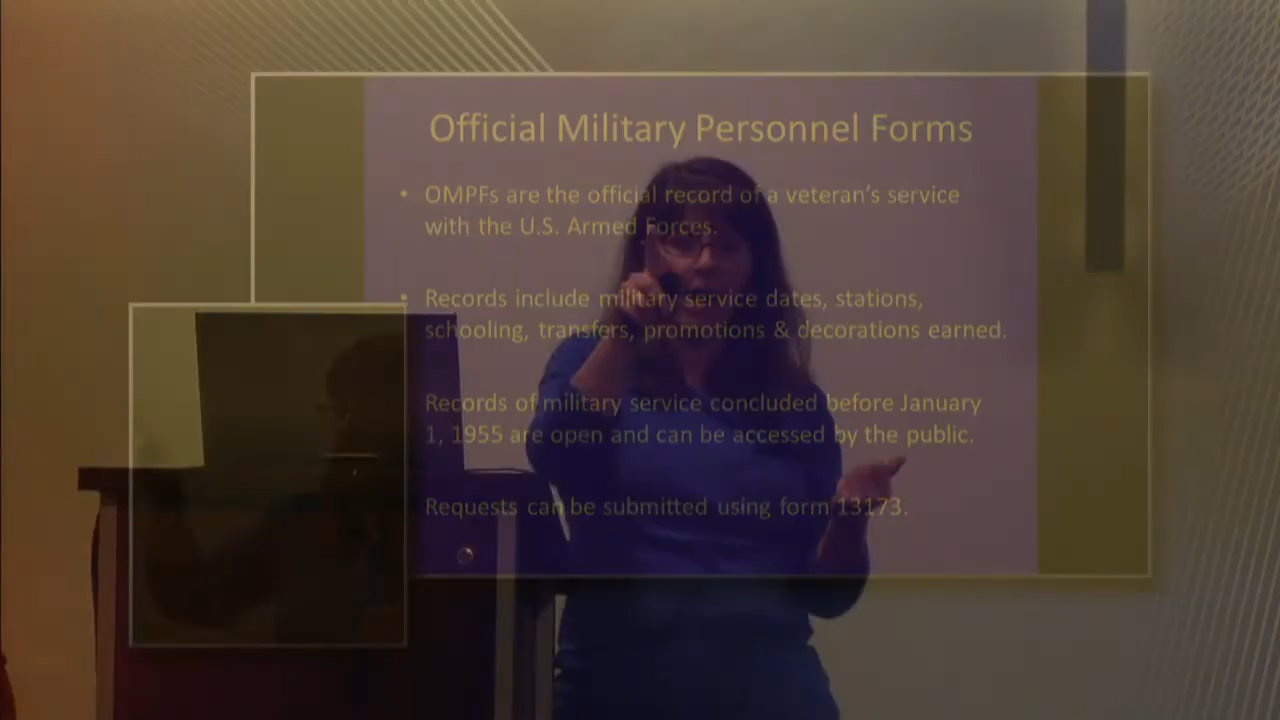 Official Military Personnel Forms
• OMPFs are the official record of a veteran's service
with the U.S. Armed Forces.
• Records include military service dates, stations,
schooling, transfers, promotions & decorations earned.
Records of military service concluded before January
1, 1955 are open and can be accessed by the public.
Requests can be submitted using form 13173.